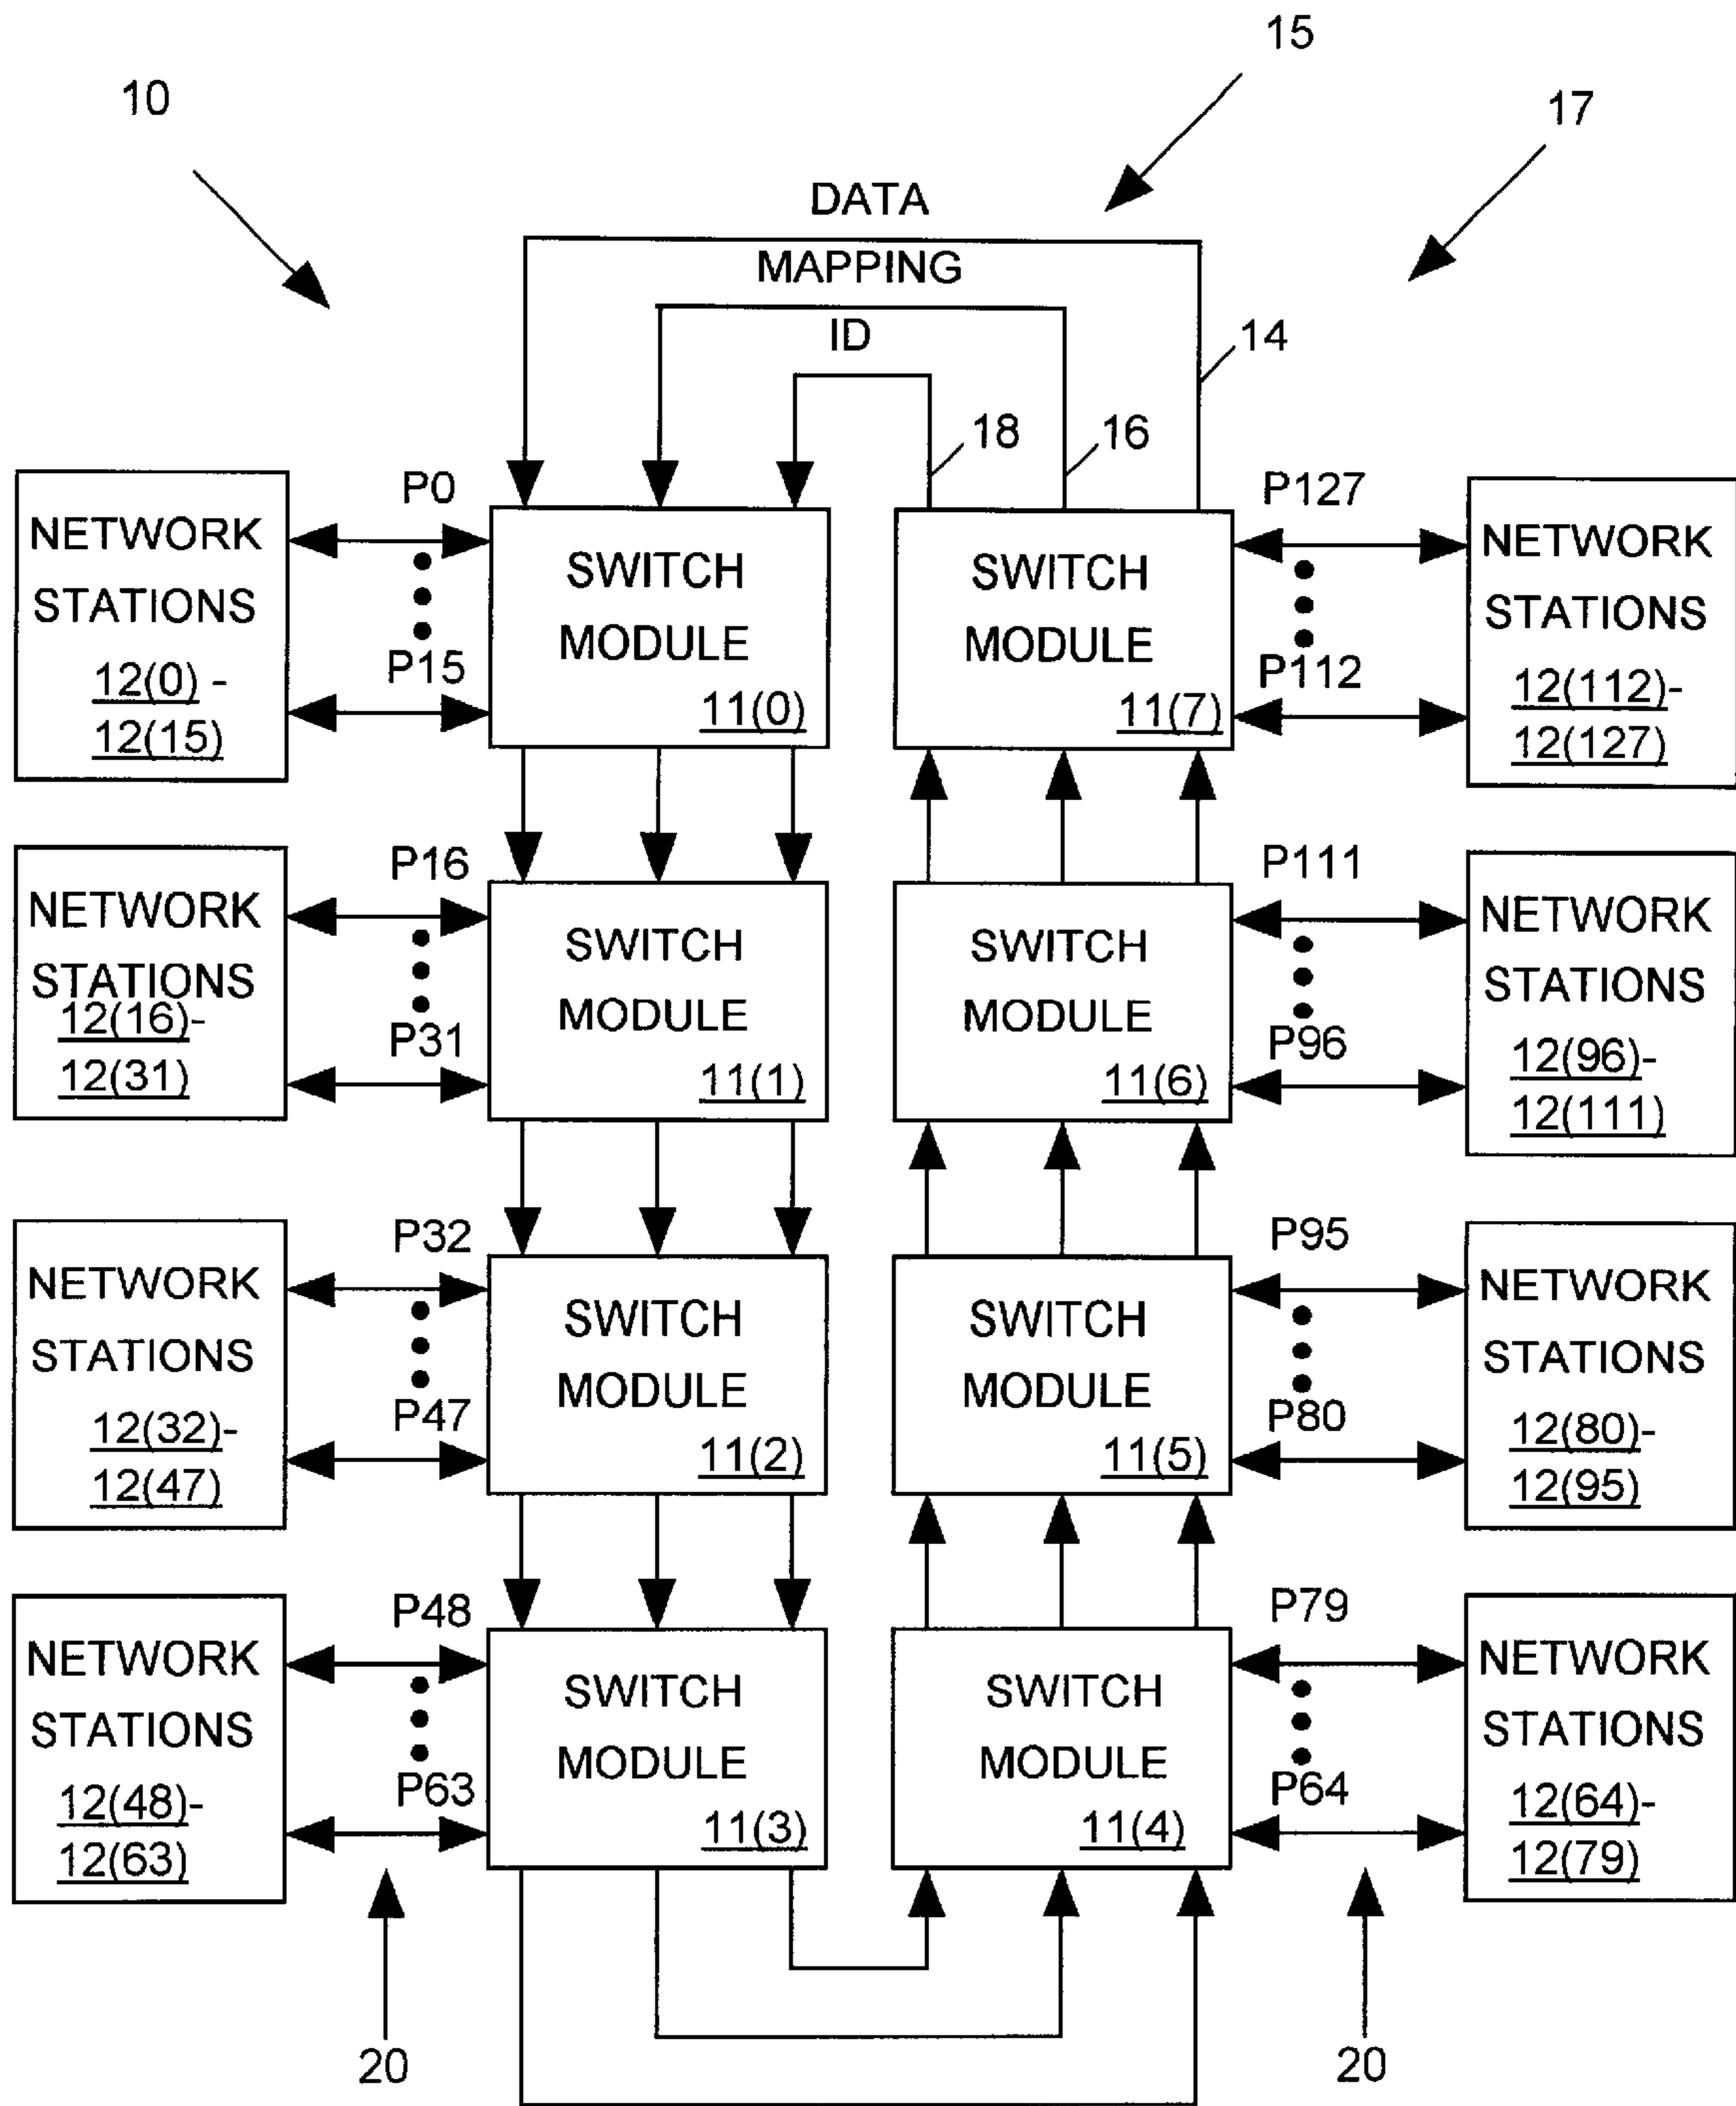 15
10
17
DATA
MAPPING
ID
14
18
16
P0
P127
NETWORK
STATIONS
12(0) -
12(15)
SWITCH
MODULE
11(0)
SWITCH
MODULE
11(7)
NETWORK
STATIONS
12(112)-
12(127)
P15
P112
P16
P111
NETWORK
STATIONS
12(16)-
12(31)
SWITCH
MODULE
11(1)
SWITCH
MODULE
11(6)
NETWORK
STATIONS
12(96)-
12(111)
P31
P96
P32
P95
NETWORK
STATIONS
12(32)-
12(47)
SWITCH
MODULE
11(2)
SWITCH
MODULE
11(5)
NETWORK
STATIONS
12(80)-
12(95)
P47
P80
P48
P79
NETWORK
STATIONS
12(48)-
12(63)
SWITCH
MODULE
11(3)
SWITCH
MODULE
11(4)
NETWORK
STATIONS
12(64)-
12(79)
P63
P64
20
20